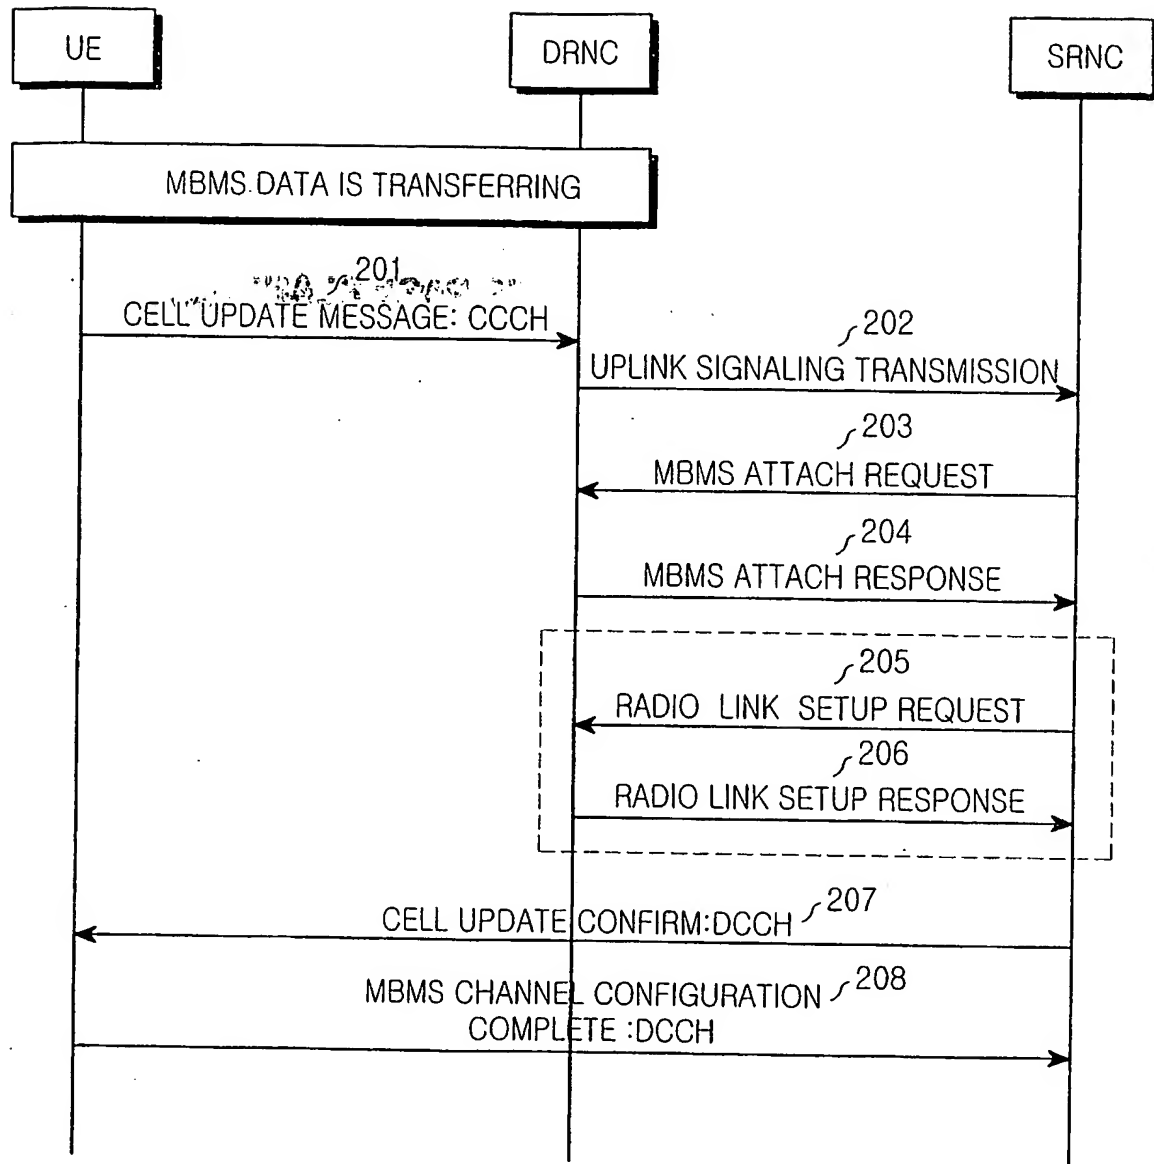 UE
DRNC
SRNC
MBMS DATA IS TRANSFERRING
201
CELL UPDATE MESSAGE: CCCH
202
UPLINK SIGNALING TRANSMISSION
203
MBMS ATTACH REQUEST
204
MBMS ATTACH RESPONSE
205
RADIO LINK SETUP REQUEST
206
RADIO LINK SETUP RESPONSE
207
CELL UPDATE CONFIRM:DCCH
208
MBMS CHANNEL CONFIGURATION
COMPLETE :DCCH